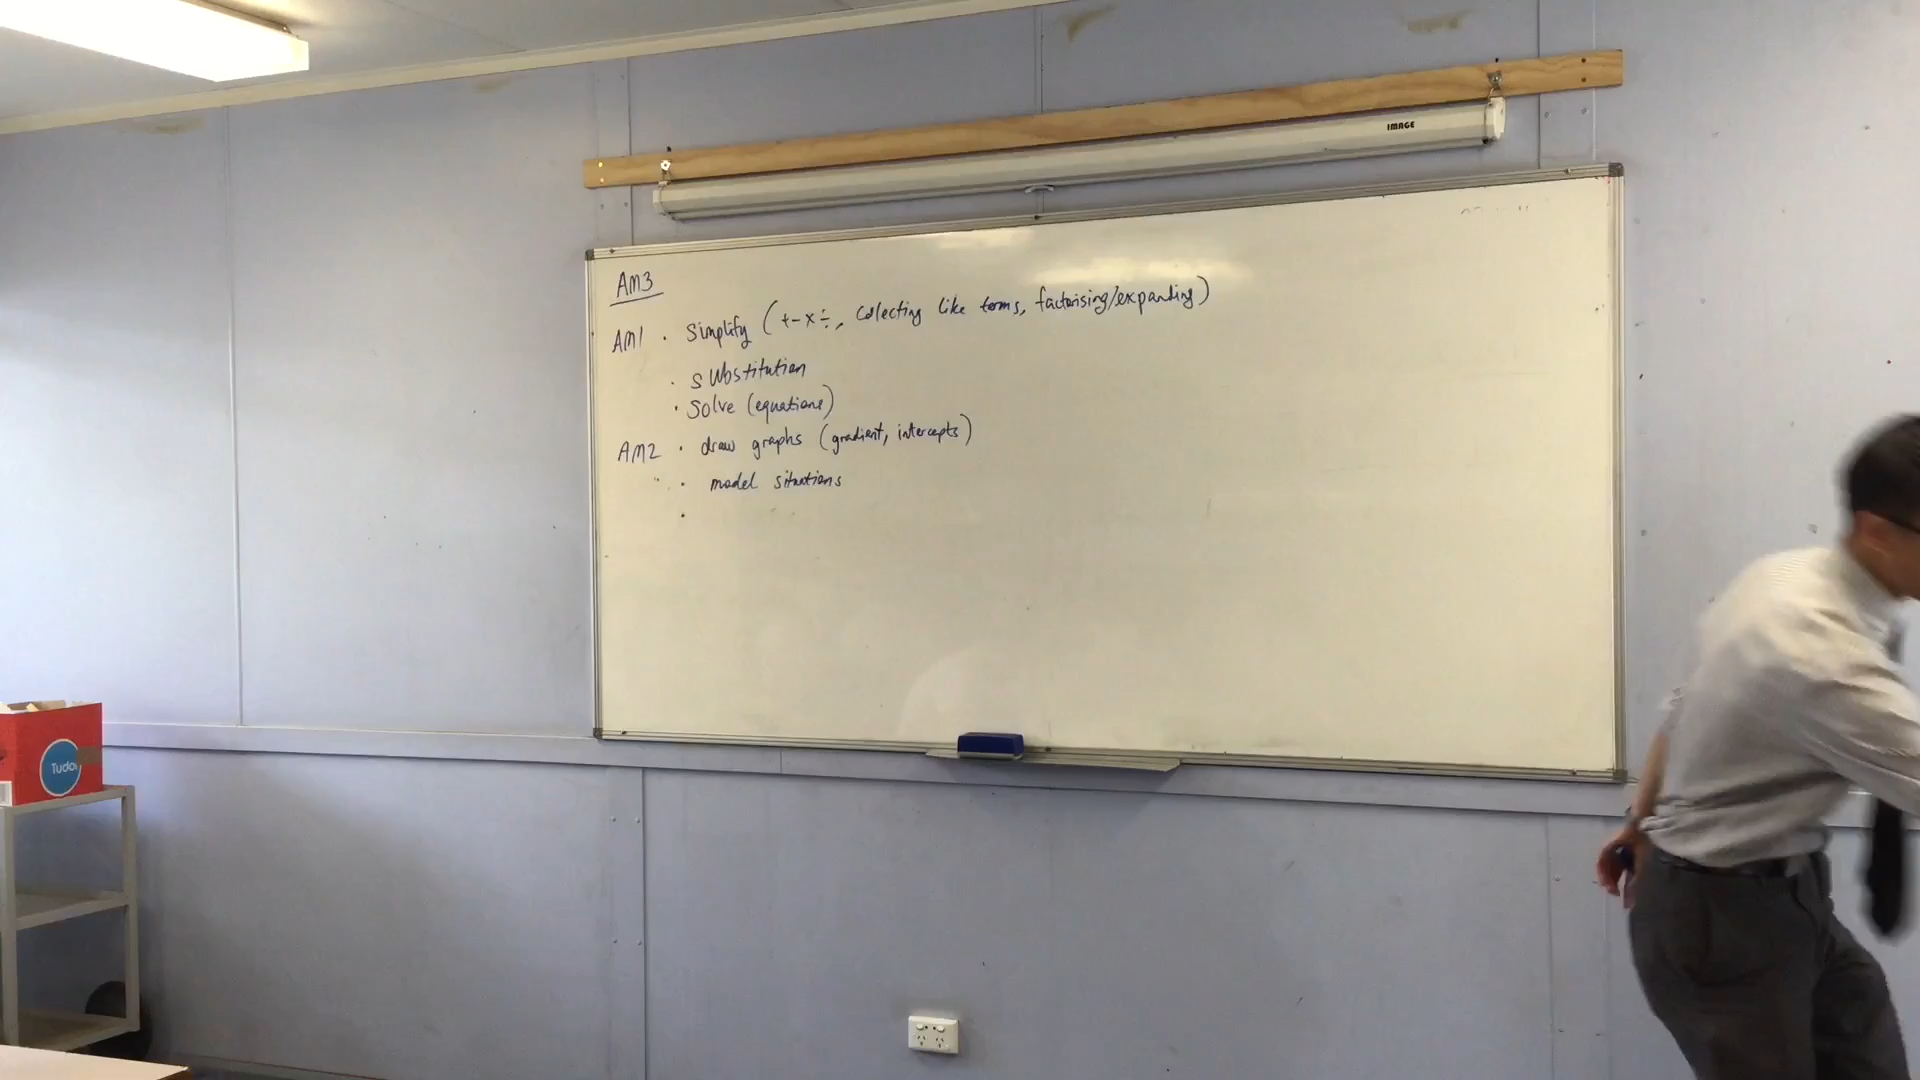 IMAGE
AM3
AM1 · Simplify (+-×÷, collecting like terms, factorising/expanding)
· substitution
· Solve (equations)
AM2 · draw graphs (gradient, intercepts)
· model situations
·
Tudor